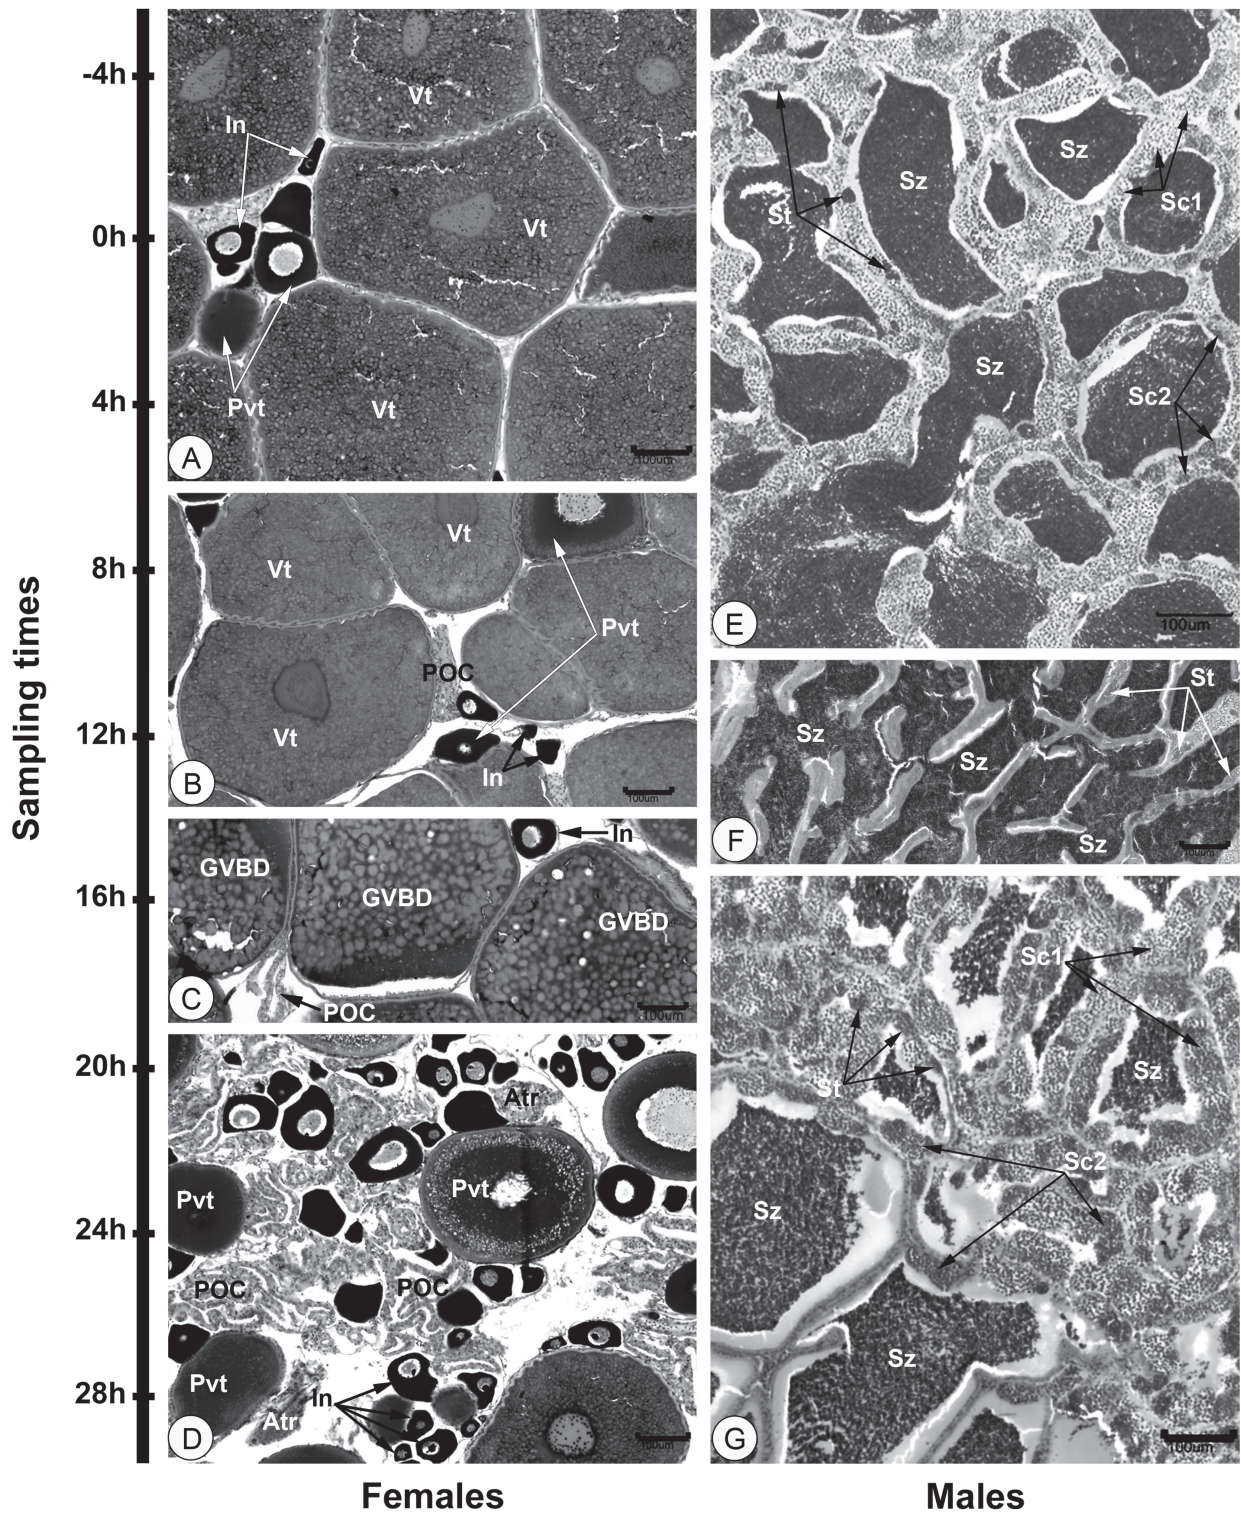 Sampling times
-4h
0h
4h
8h
12h
16h
20h
24h
28h
Vt
In
Vt
Pvt
Vt
A
100um
Vt
Vt
Pvt
POC
Vt
In
B
100um
In
GVBD
GVBD
GVBD
C
POC
100um
Atr
Pvt
Pvt
POC
POC
Pvt
In
Atr
D
100um
Sz
Sz
Sc1
St
Sz
Sc2
E
100um
St
Sz
Sz
Sz
F
100um
Sc1
Sz
St
Sc2
Sz
Sz
G
100um
Females
Males